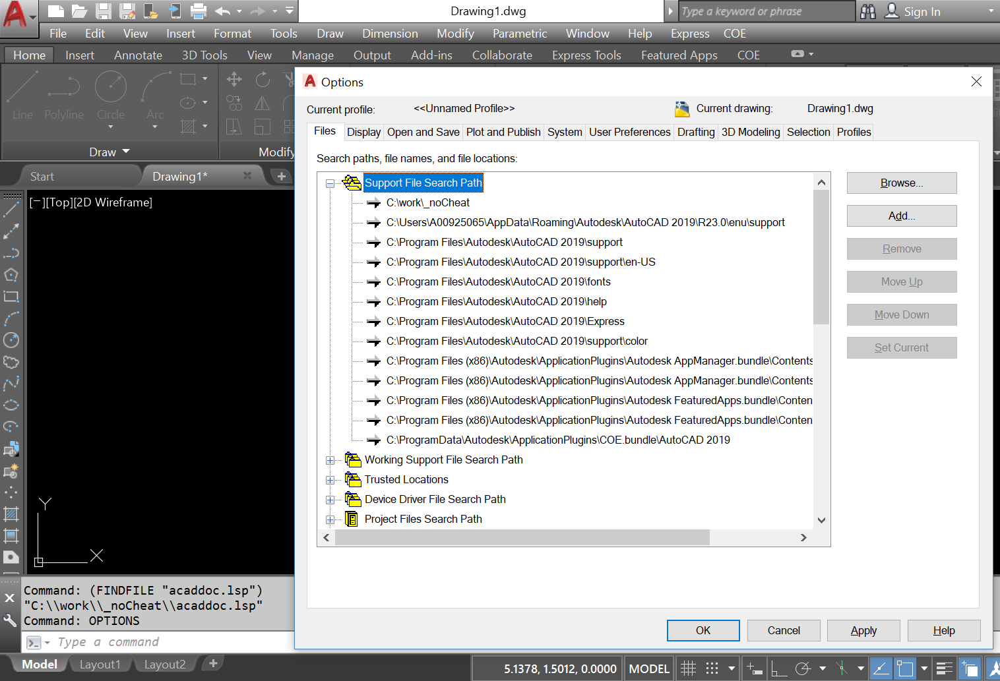 Drawing1.dwg
Type a keyword or phrase
Sign In
File Edit View Insert Format Tools Draw Dimension Modify Parametric Window Help Express COE
Home Insert Annotate 3D Tools View Manage Output Add-ins Collaborate Express Tools Featured Apps COE
Line Polyline Circle Arc
Draw Modify
Start Drawing1* +
[−][Top][2D Wireframe]
Y
X
Options
Current profile: <<Unnamed Profile>> Current drawing: Drawing1.dwg
Files Display Open and Save Plot and Publish System User Preferences Drafting 3D Modeling Selection Profiles
Search paths, file names, and file locations:
Support File Search Path
C:\work\_noCheat
C:\Users\A00925065\AppData\Roaming\Autodesk\AutoCAD 2019\R23.0\enu\support
C:\Program Files\Autodesk\AutoCAD 2019\support
C:\Program Files\Autodesk\AutoCAD 2019\support\en-US
C:\Program Files\Autodesk\AutoCAD 2019\fonts
C:\Program Files\Autodesk\AutoCAD 2019\help
C:\Program Files\Autodesk\AutoCAD 2019\Express
C:\Program Files\Autodesk\AutoCAD 2019\support\color
C:\Program Files (x86)\Autodesk\ApplicationPlugins\Autodesk AppManager.bundle\Contents
C:\Program Files (x86)\Autodesk\ApplicationPlugins\Autodesk AppManager.bundle\Contents
C:\Program Files (x86)\Autodesk\ApplicationPlugins\Autodesk FeaturedApps.bundle\Conten
C:\Program Files (x86)\Autodesk\ApplicationPlugins\Autodesk FeaturedApps.bundle\Conten
C:\ProgramData\Autodesk\ApplicationPlugins\COE.bundle\AutoCAD 2019
Working Support File Search Path
Trusted Locations
Device Driver File Search Path
Project Files Search Path
Browse...
Add...
Remove
Move Up
Move Down
Set Current
OK Cancel Apply Help
Command: (FINDFILE "acaddoc.lsp")
"C:\\work\\_noCheat\\acaddoc.lsp"
Command: OPTIONS
Type a command
Model Layout1 Layout2 +
5.1378, 1.5012, 0.0000 MODEL